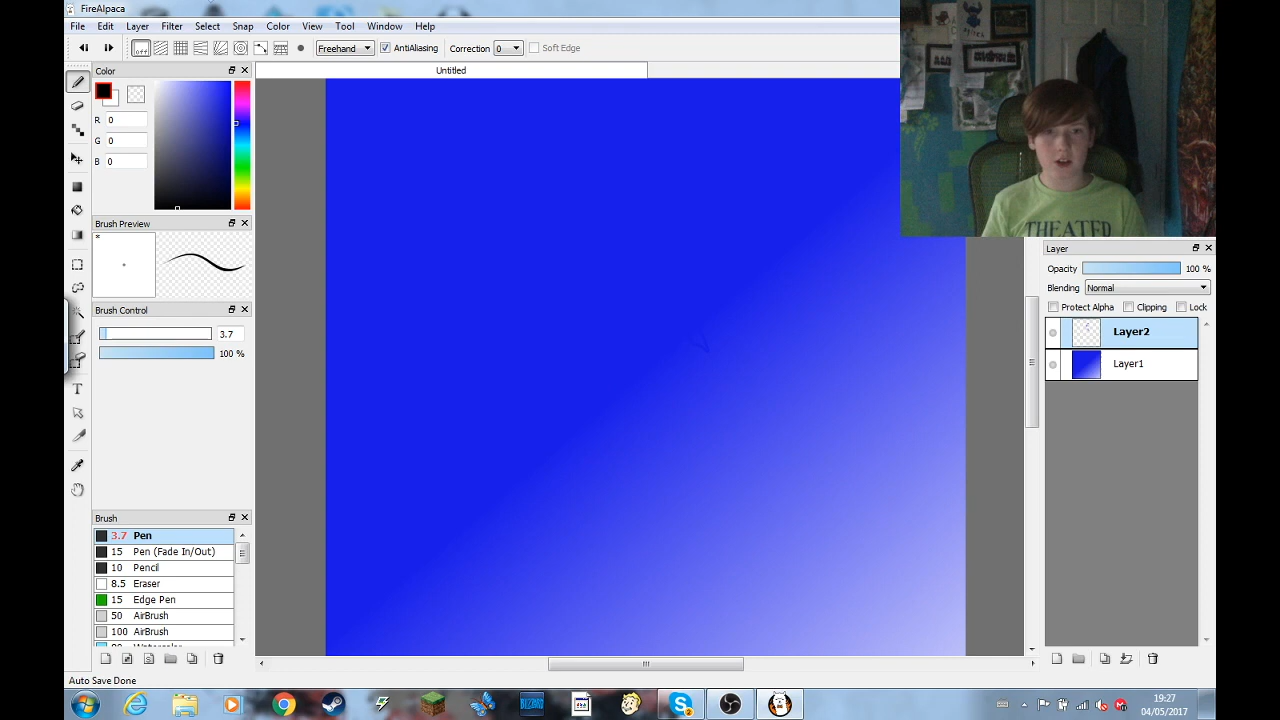 FireAlpaca
File Edit Layer Filter Select Snap Color View Tool Window Help
off Freehand AntiAliasing Correction 0 Soft Edge
Color
Untitled
R 0
G 0
B 0
THEATED
Brush Preview
*
Layer
Opacity 100 %
Blending Normal
Brush Control
Protect Alpha Clipping Lock
3.7
Layer2
100 %
Layer1
T
Brush
3.7 Pen
15 Pen (Fade In/Out)
10 Pencil
8.5 Eraser
15 Edge Pen
50 AirBrush
100 AirBrush
Auto Save Done
BLIZZARD
2
19:27
04/05/2017